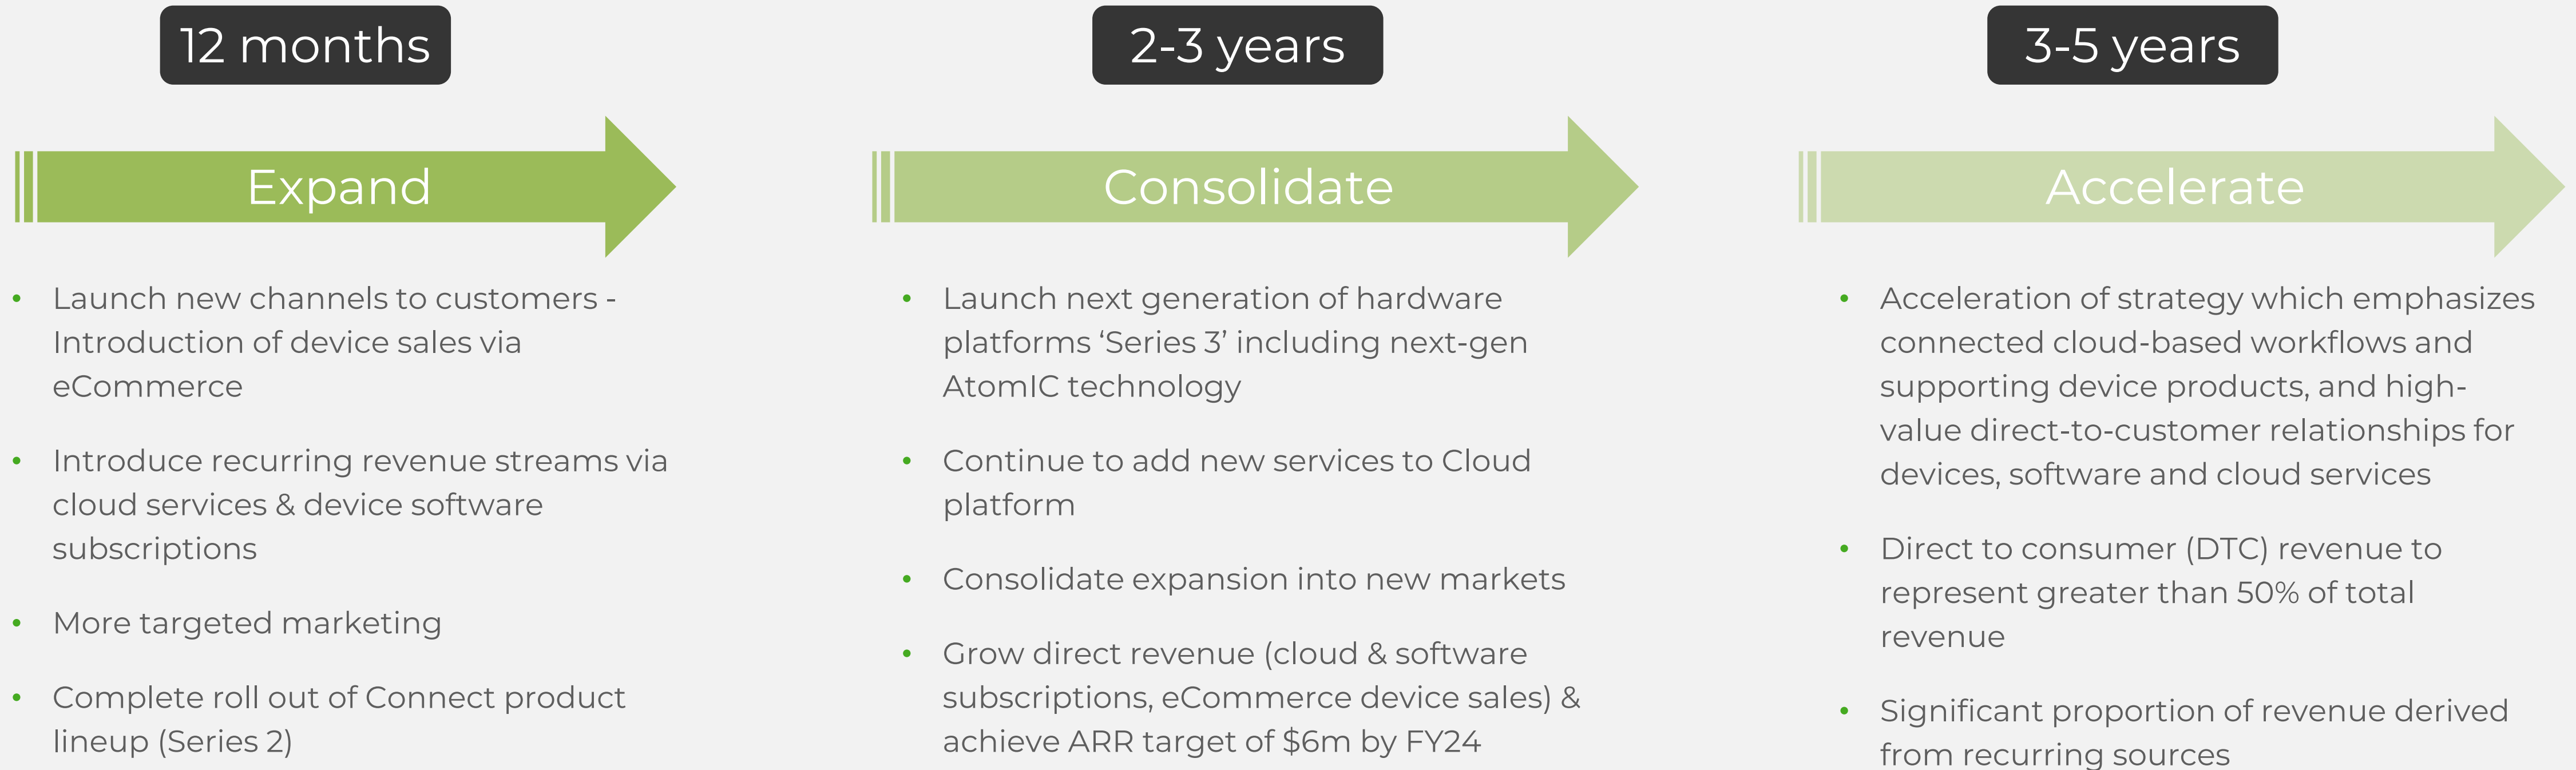 12 months
Expand
• Launch new channels to customers -
Introduction of device sales via
eCommerce
• Introduce recurring revenue streams via
cloud services & device software
subscriptions
• More targeted marketing
• Complete roll out of Connect product
lineup (Series 2)
2-3 years
Consolidate
• Launch next generation of hardware
platforms ‘Series 3’ including next-gen
AtomIC technology
• Continue to add new services to Cloud
platform
• Consolidate expansion into new markets
• Grow direct revenue (cloud & software
subscriptions, eCommerce device sales) &
achieve ARR target of $6m by FY24
3-5 years
Accelerate
• Acceleration of strategy which emphasizes
connected cloud-based workflows and
supporting device products, and high-
value direct-to-customer relationships for
devices, software and cloud services
• Direct to consumer (DTC) revenue to
represent greater than 50% of total
revenue
• Significant proportion of revenue derived
from recurring sources